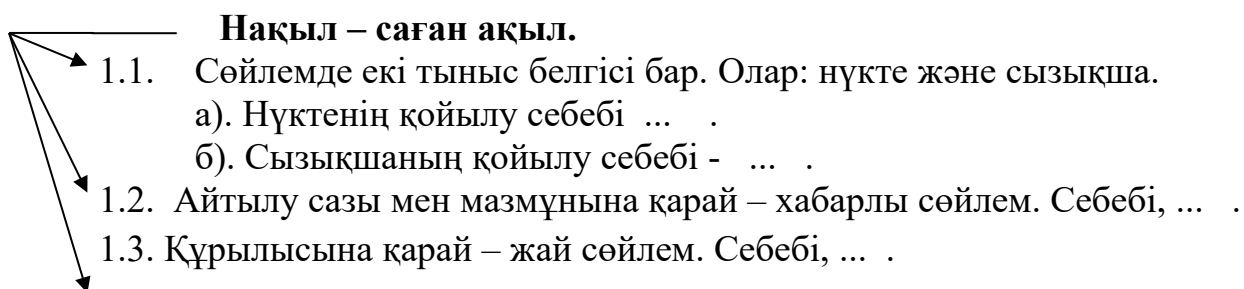 Нақыл – саған ақыл.
1.1. Сөйлемде екі тыныс белгісі бар. Олар: нүкте және сызықша.
а). Нүктенің қойылу себебі ... .
б). Сызықшаның қойылу себебі - ... .
1.2. Айтылу сазы мен мазмұнына қарай – хабарлы сөйлем. Себебі, ... .
1.3. Құрылысына қарай – жай сөйлем. Себебі, ... .